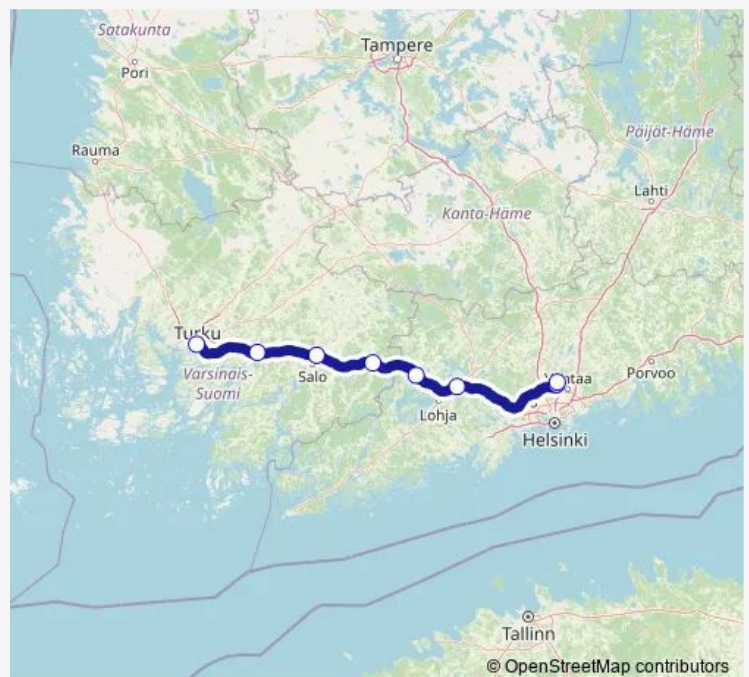 Satakunta
Tampere
Pori
Päijät-Häme
Rauma
Lahti
Kanta-Häme
Turku
Varsinais-
Suomi
Salo
Vantaa
Porvoo
Lohja
Helsinki
Tallinn
© OpenStreetMap contributors